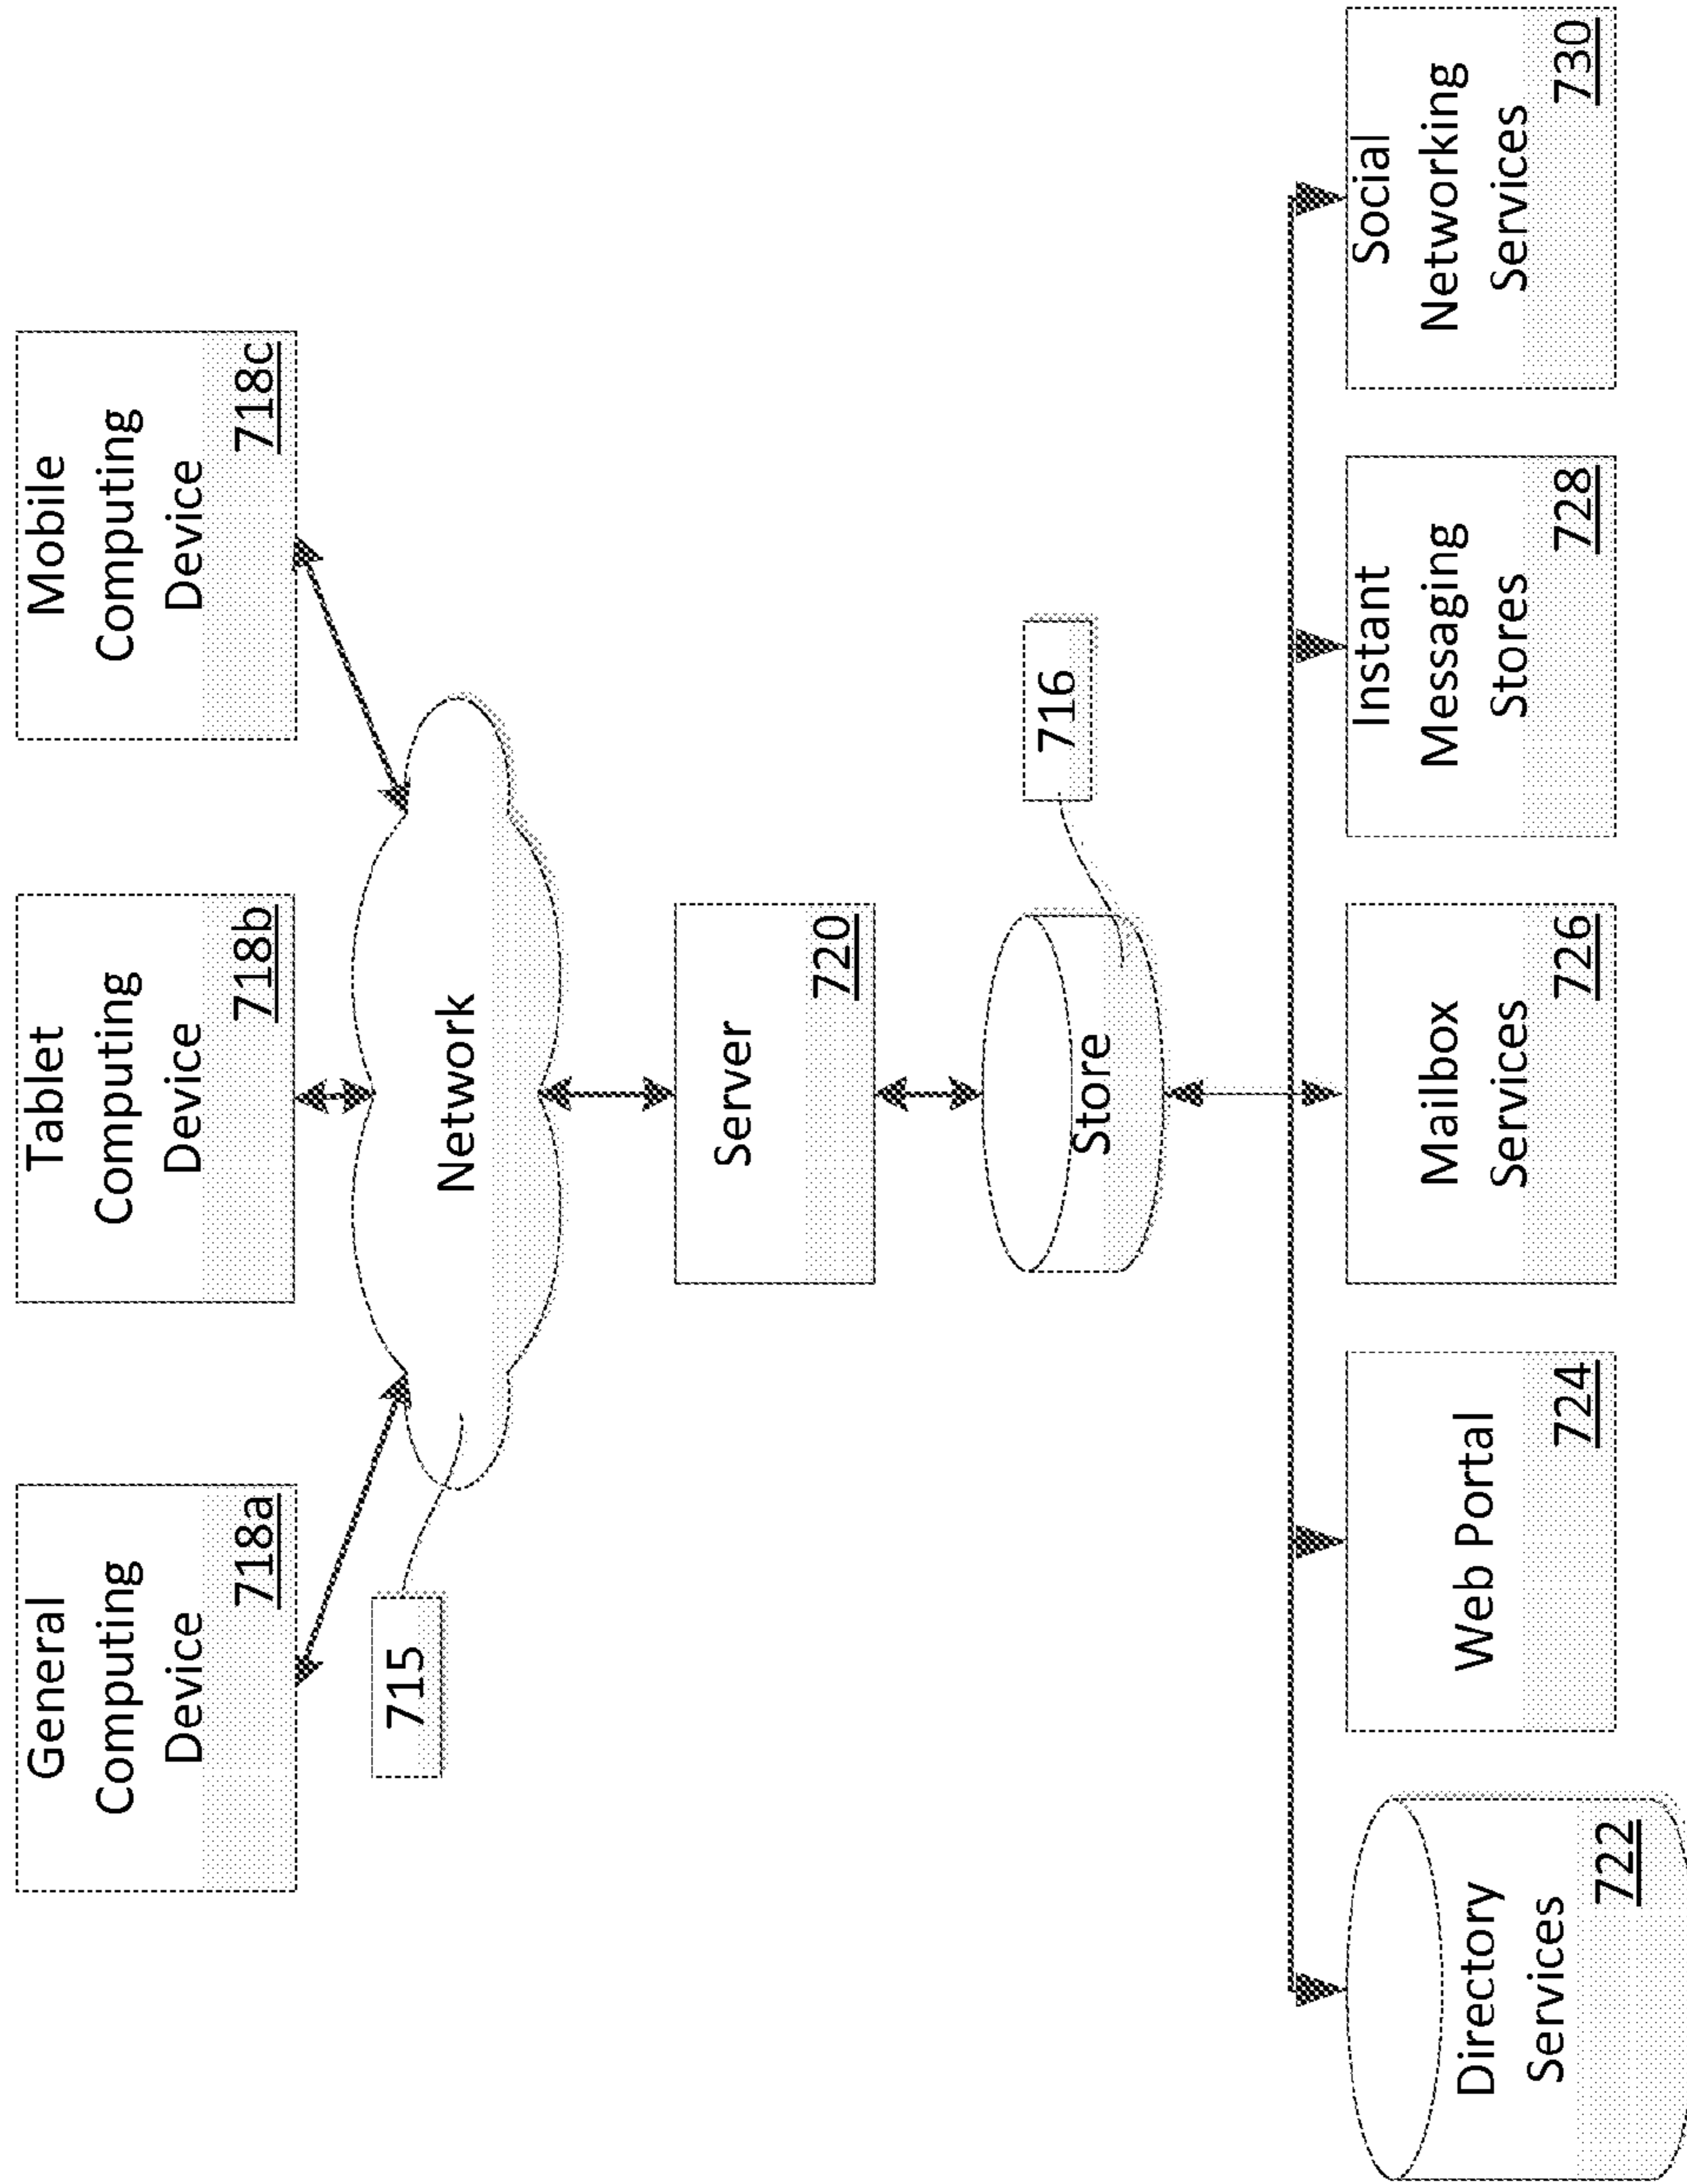 General
Computing
Device
718a
Tablet
Computing
Device
718b
Mobile
Computing
Device
718c
715
Network
Server
720
Store
716
Directory
Services
722
Web Portal
724
Mailbox
Services
726
Instant
Messaging
Stores
728
Social
Networking
Services
730